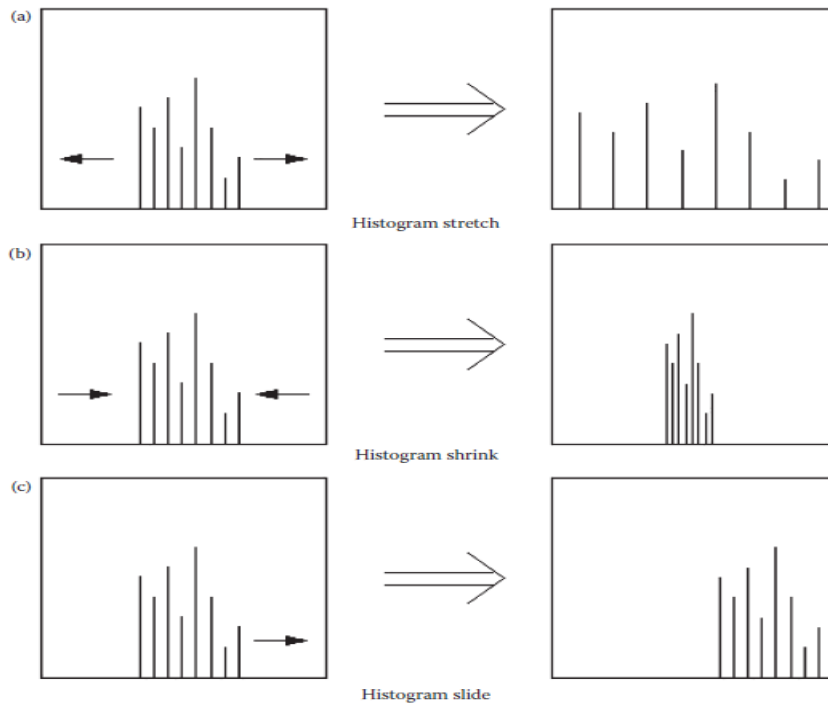 (a)
Histogram stretch
(b)
Histogram shrink
(c)
Histogram slide